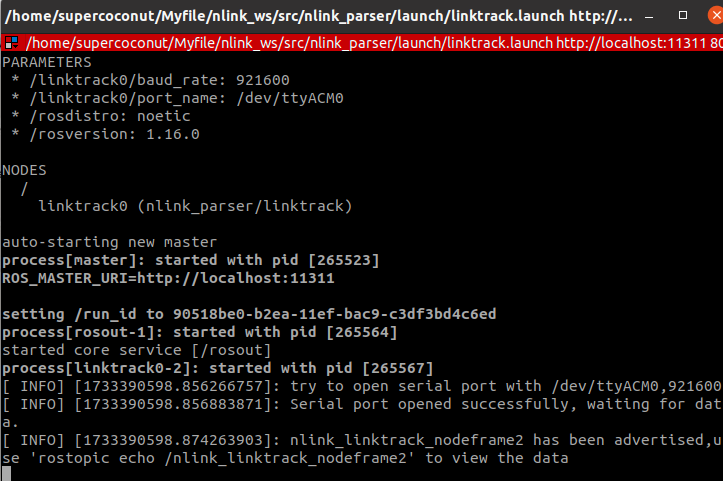 /home/supercoconut/Myfile/nlink_ws/src/nlink_parser/launch/linktrack.launch http://...
/home/supercoconut/Myfile/nlink_ws/src/nlink_parser/launch/linktrack.launch http://localhost:11311 80
PARAMETERS
 * /linktrack0/baud_rate: 921600
 * /linktrack0/port_name: /dev/ttyACM0
 * /rosdistro: noetic
 * /rosversion: 1.16.0
NODES
  /
    linktrack0 (nlink_parser/linktrack)
auto-starting new master
process[master]: started with pid [265523]
ROS_MASTER_URI=http://localhost:11311
setting /run_id to 90518be0-b2ea-11ef-bac9-c3df3bd4c6ed
process[rosout-1]: started with pid [265564]
started core service [/rosout]
process[linktrack0-2]: started with pid [265567]
[ INFO] [1733390598.856266757]: try to open serial port with /dev/ttyACM0,921600
[ INFO] [1733390598.856883871]: Serial port opened successfully, waiting for dat
a.
[ INFO] [1733390598.874263903]: nlink_linktrack_nodeframe2 has been advertised,u
se 'rostopic echo /nlink_linktrack_nodeframe2' to view the data